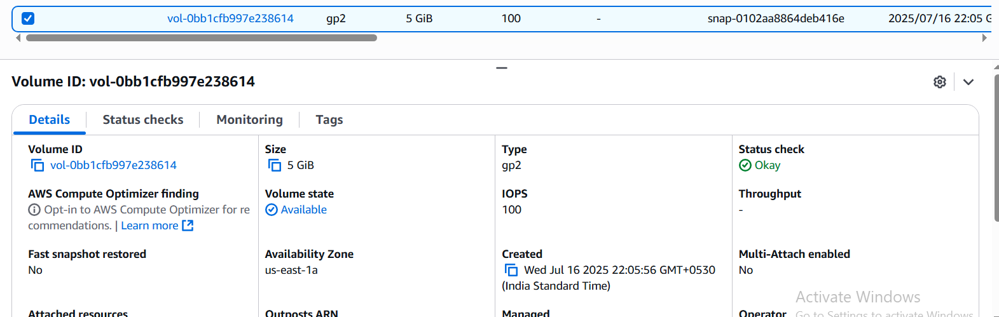 vol-0bb1cfb997e238614 gp2 5 GiB 100 - snap-0102aa8864deb416e 2025/07/16 22:05 G
Volume ID: vol-0bb1cfb997e238614
Details Status checks Monitoring Tags
Volume ID Size Type Status check
vol-0bb1cfb997e238614 5 GiB gp2 Okay
AWS Compute Optimizer finding Volume state IOPS Throughput
Opt-in to AWS Compute Optimizer for re Available 100 -
commendations. | Learn more
Fast snapshot restored Availability Zone Created Multi-Attach enabled
No us-east-1a Wed Jul 16 2025 22:05:56 GMT+0530 No
(India Standard Time)
Activate Windows
Attached resources Outposts ARN Managed Operator Go to Settings to activate Windows